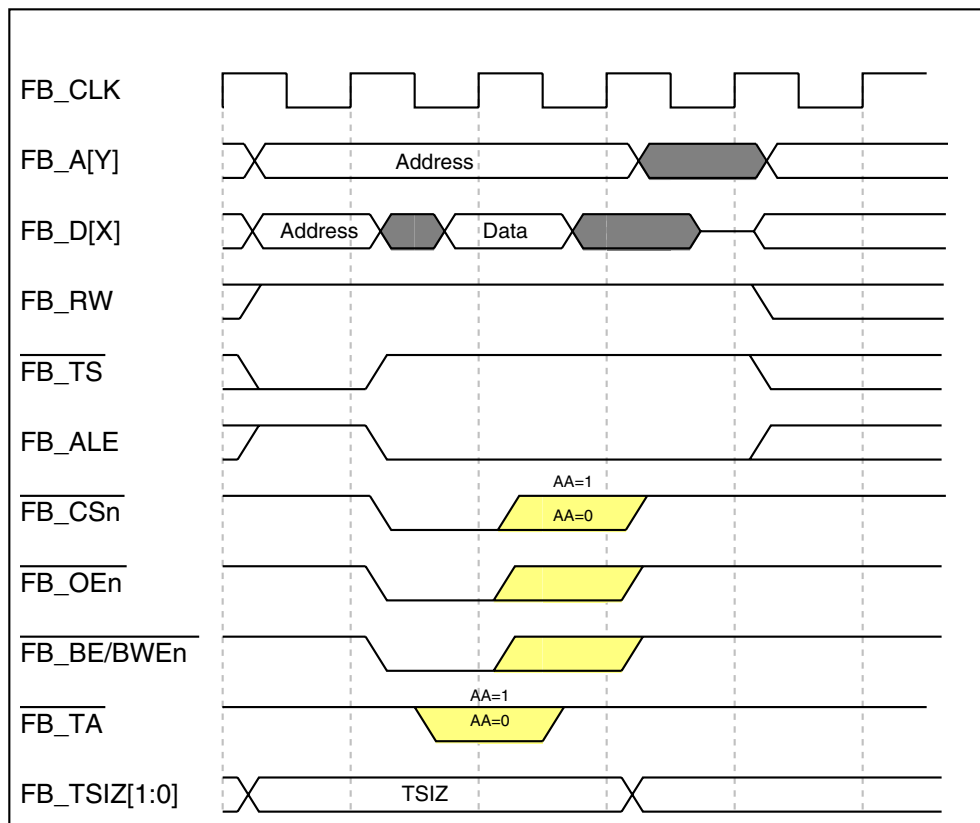 FB_CLK
FB_A[Y]
Address
FB_D[X]
Address
Data
FB_RW
FB_TS
FB_ALE
AA=1
FB_CSn
AA=0
FB_OEn
FB_BE/BWEn
AA=1
FB_TA
AA=0
FB_TSIZ[1:0]
TSIZ